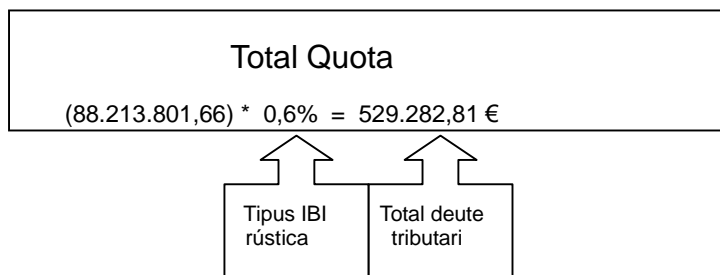 Total Quota
(88.213.801,66) * 0,6% = 529.282,81 €
Tipus IBI
rústica
Total deute
tributari